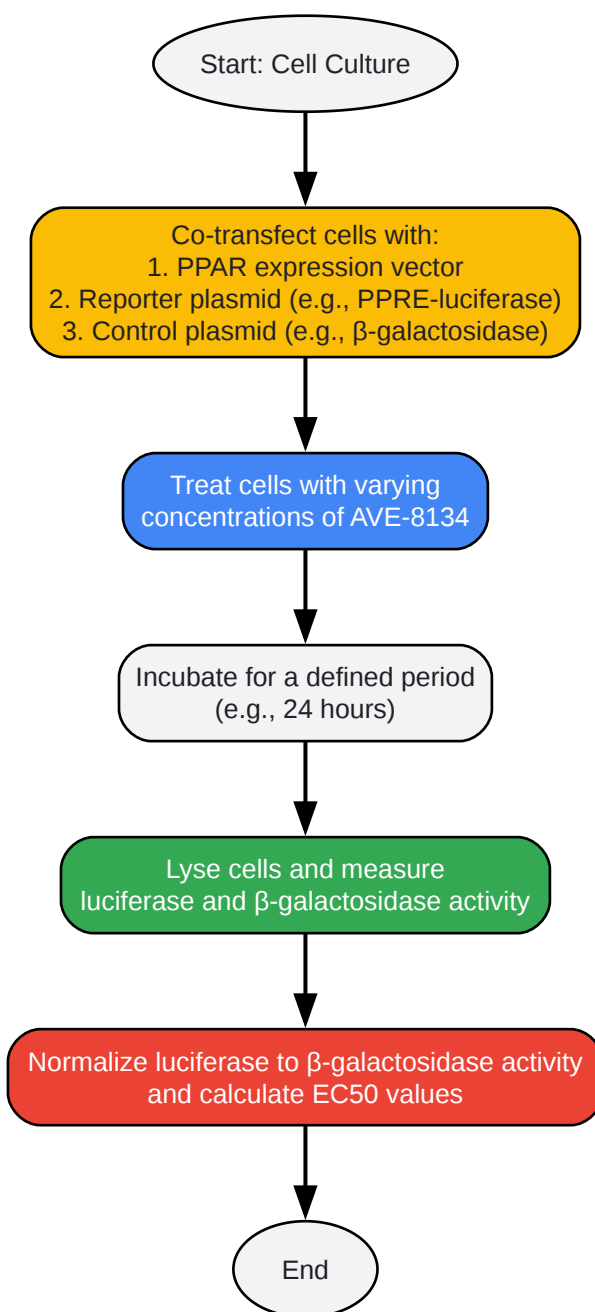 Start: Cell Culture
Co-transfect cells with:
1. PPAR expression vector
2. Reporter plasmid (e.g., PPRE-luciferase)
3. Control plasmid (e.g., β-galactosidase)
Treat cells with varying
concentrations of AVE-8134
Incubate for a defined period
(e.g., 24 hours)
Lyse cells and measure
luciferase and β-galactosidase activity
Normalize luciferase to β-galactosidase activity
and calculate EC50 values
End